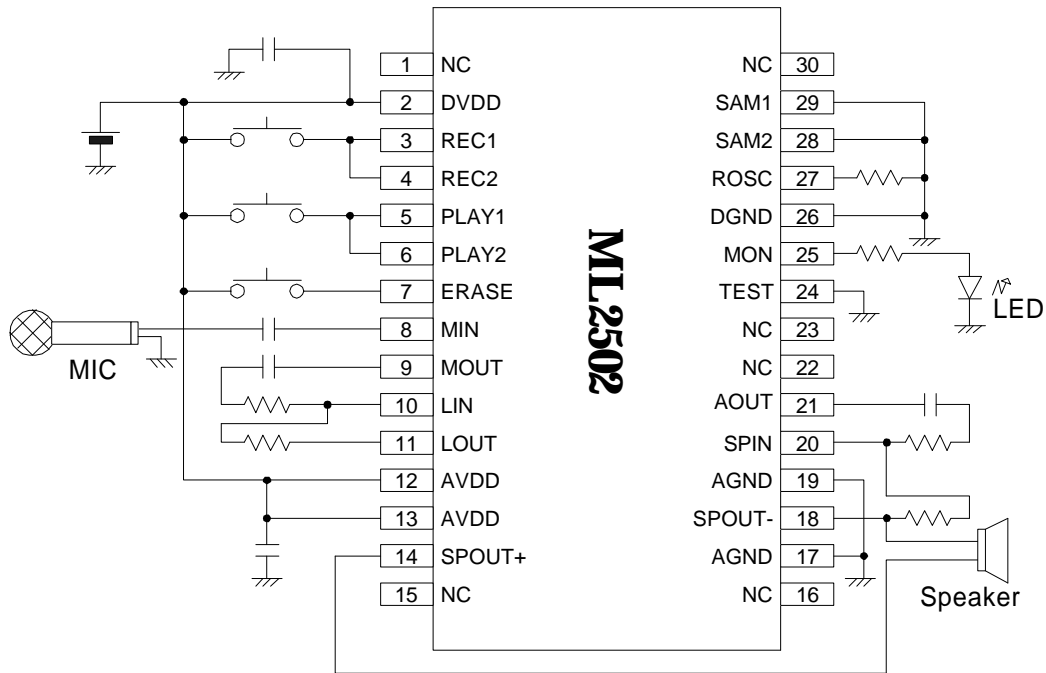 1 NC
2 DVDD
3 REC1
4 REC2
5 PLAY1
6 PLAY2
7 ERASE
8 MIN
9 MOUT
10 LIN
11 LOUT
12 AVDD
13 AVDD
14 SPOUT+
15 NC
MIC
ML2502
NC 30
SAM1 29
SAM2 28
ROSC 27
DGND 26
MON 25
TEST 24
NC 23
NC 22
AOUT 21
SPIN 20
AGND 19
SPOUT- 18
AGND 17
NC 16
LED
Speaker